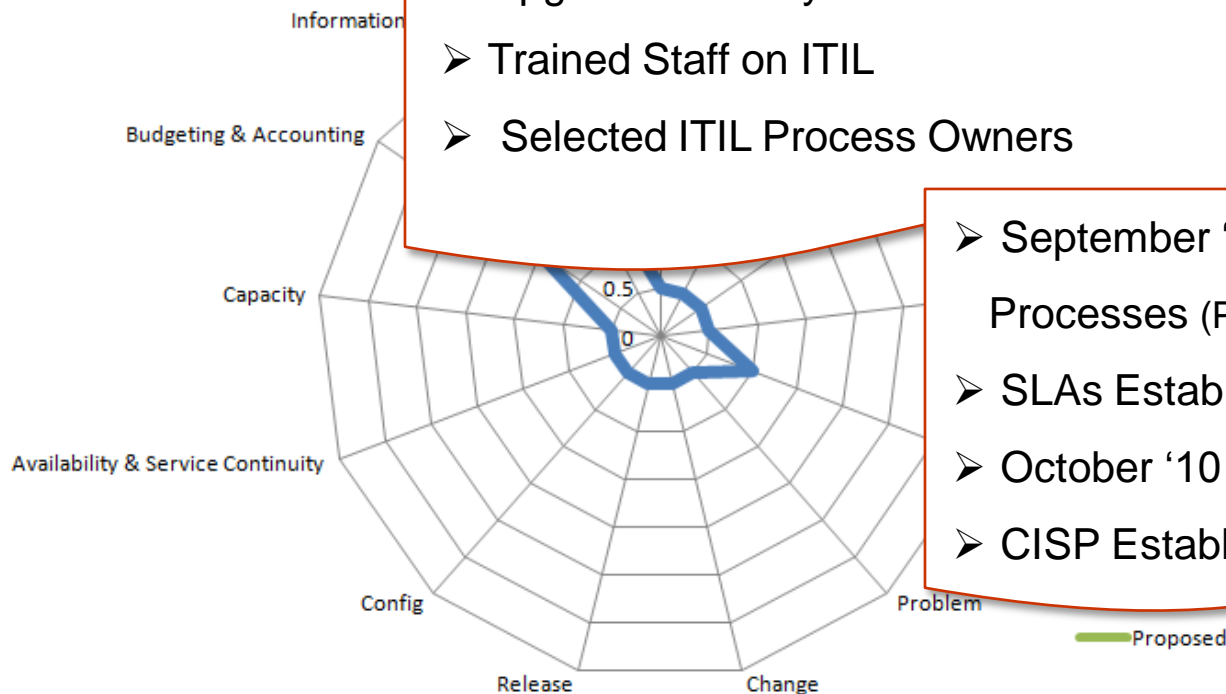 Information
➢ Trained Staff on ITIL
Budgeting & Accounting
➢ Selected ITIL Process Owners
➢ September ‘
Processes (
Capacity
0.5
0
➢ SLAs Estab
Availability & Service Continuity
➢ October ‘10
➢ CISP Establ
Config
Problem
Proposed
Release
Change